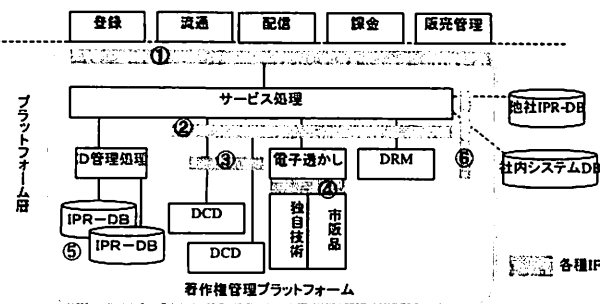 登録 流通 配信 課金 販売管理
①
サービス処理
他社IPR-DB
②
プラットフォーム層
ID管理処理
③
電子透かし
DRM
⑥
社内システムDB
④
IPR-DB
DCD
独自技術
市販品
⑤
IPR-DB
DCD
各種IF
著作権管理プラットフォーム